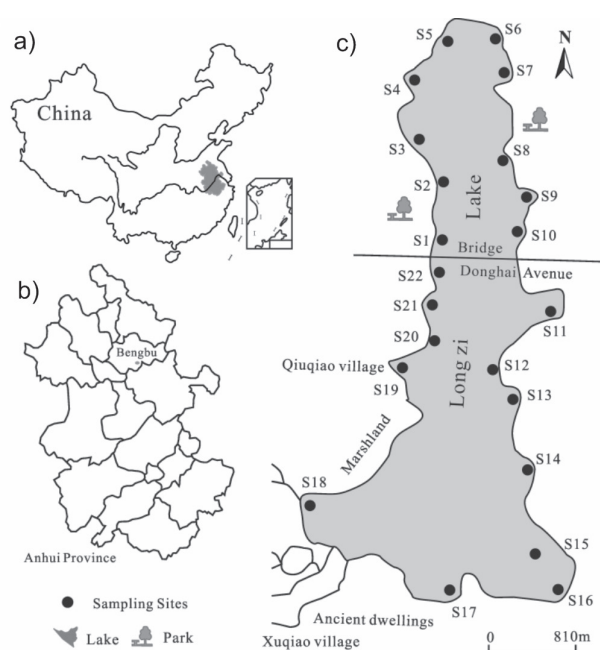 a)
China
b)
Bengbu
Anhui Province
Sampling Sites
Lake
Park
c)
N
S5
S6
S4
S7
S3
S8
S2
S9
Lake
S1
S10
Bridge
S22
Donghai Avenue
S21
S11
S20
Long zi
Qiuqiao village
S12
S19
S13
Marshland
S14
S18
S15
S16
S17
Ancient dwellings
Xuqiao village
0
810m